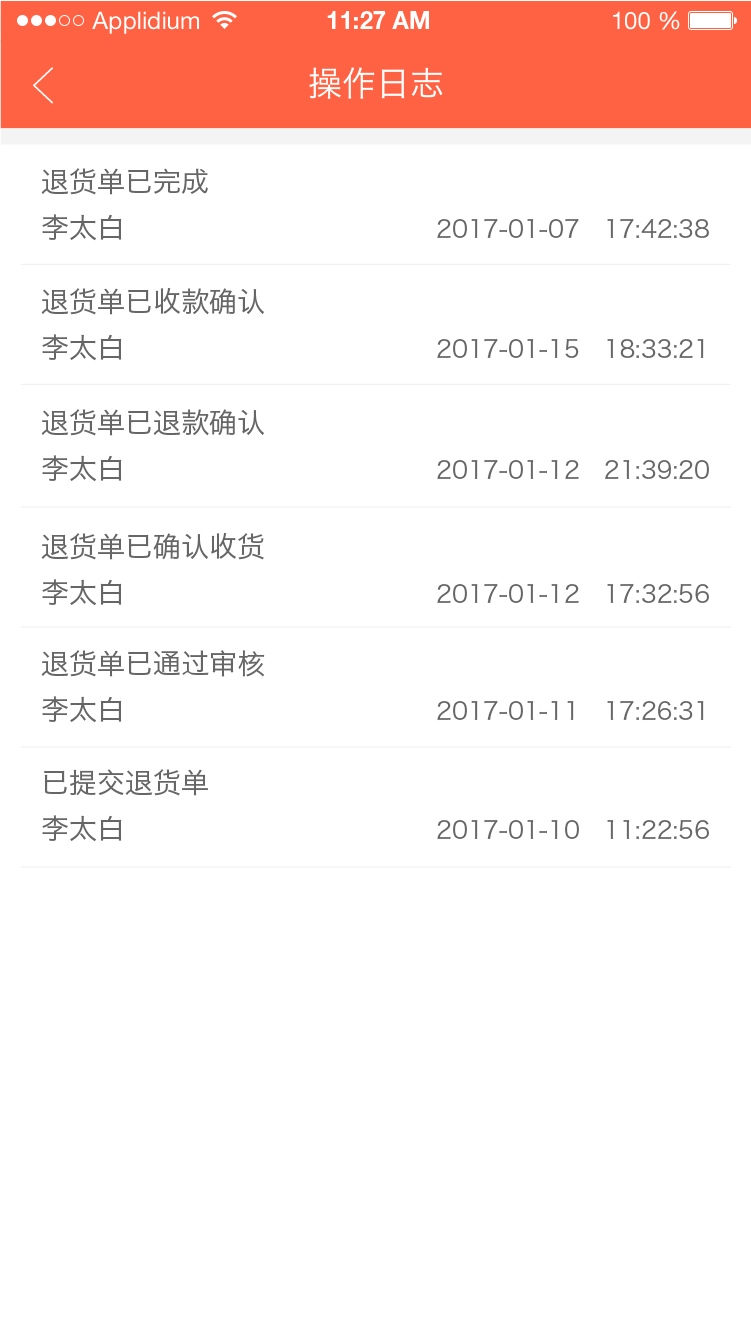 Applidium 11:27 AM 100 %
操作日志
退货单已完成
李太白 2017-01-07 17:42:38
退货单已收款确认
李太白 2017-01-15 18:33:21
退货单已退款确认
李太白 2017-01-12 21:39:20
退货单已确认收货
李太白 2017-01-12 17:32:56
退货单已通过审核
李太白 2017-01-11 17:26:31
已提交退货单
李太白 2017-01-10 11:22:56